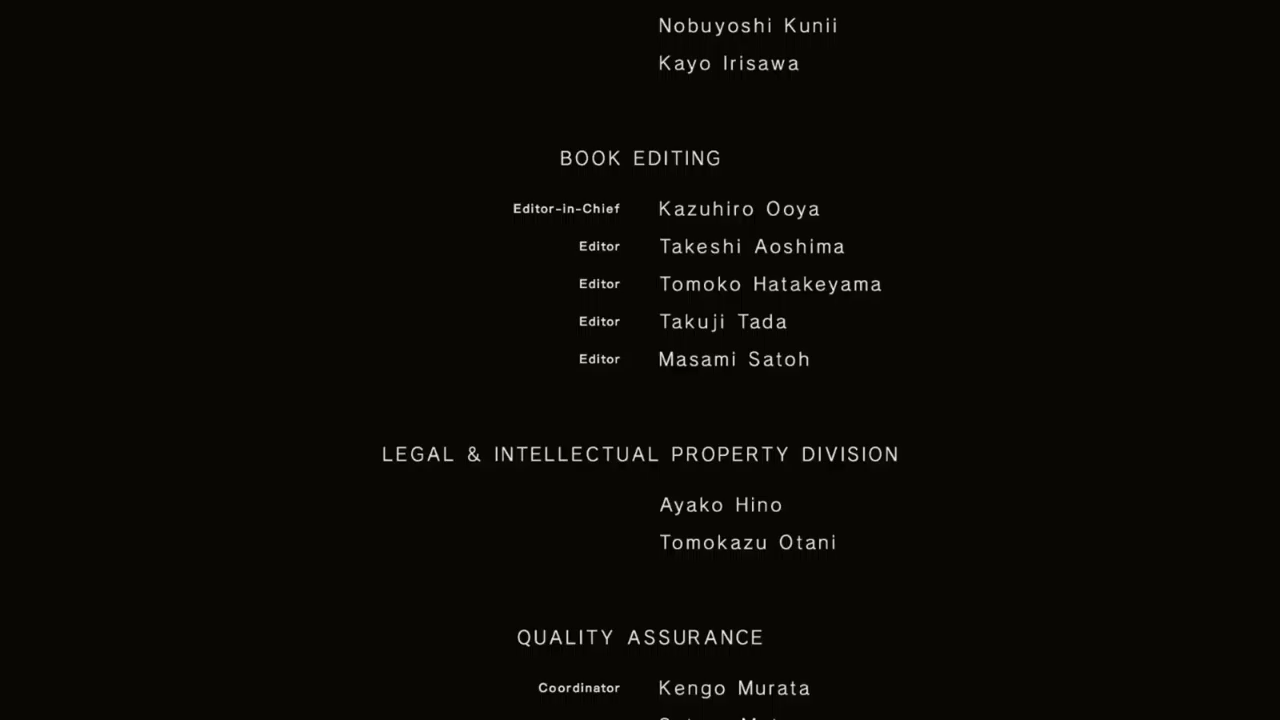 Nobuyoshi Kunii
Kayo Irisawa
BOOK EDITING
Editor-in-Chief Kazuhiro Ooya
Editor Takeshi Aoshima
Editor Tomoko Hatakeyama
Editor Takuji Tada
Editor Masami Satoh
LEGAL & INTELLECTUAL PROPERTY DIVISION
Ayako Hino
Tomokazu Otani
QUALITY ASSURANCE
Coordinator Kengo Murata